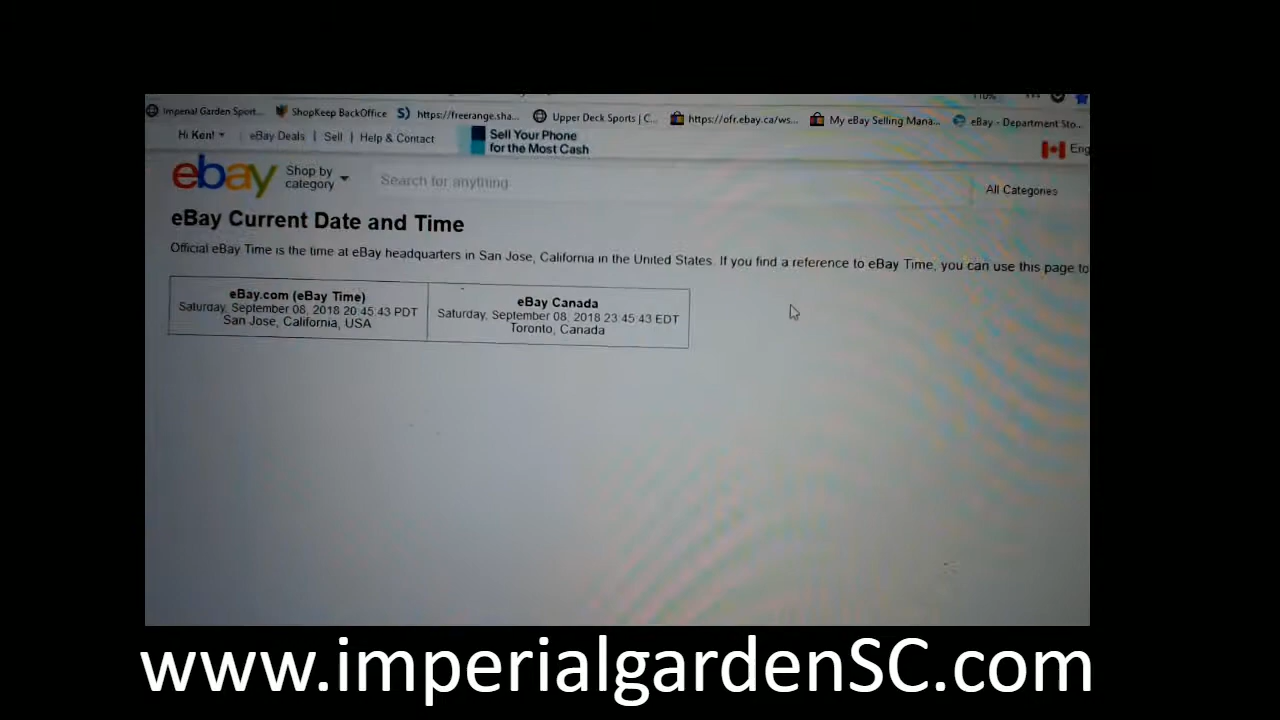 110%
Imperial Garden Sport... ShopKeep BackOffice https://freerange.sha... Upper Deck Sports | C... https://ofr.ebay.ca/ws... My eBay Selling Mana... eBay - Department Sto...
Hi Ken! eBay Deals | Sell | Help & Contact
Sell Your Phone
for the Most Cash
Eng
ebay
Shop by
category
Search for anything
All Categories
eBay Current Date and Time
Official eBay Time is the time at eBay headquarters in San Jose, California in the United States. If you find a reference to eBay Time, you can use this page to
eBay.com (eBay Time)
Saturday, September 08, 2018 20:45:43 PDT
San Jose, California, USA
eBay Canada
Saturday, September 08, 2018 23:45:43 EDT
Toronto, Canada
www.imperialgardenSC.com